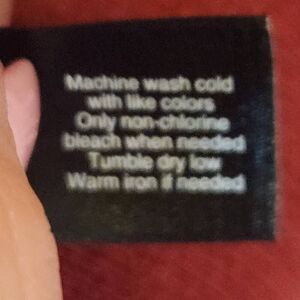 Machine wash cold
with like colors
Only non-chlorine
bleach when needed
Tumble dry low
Warm iron if needed